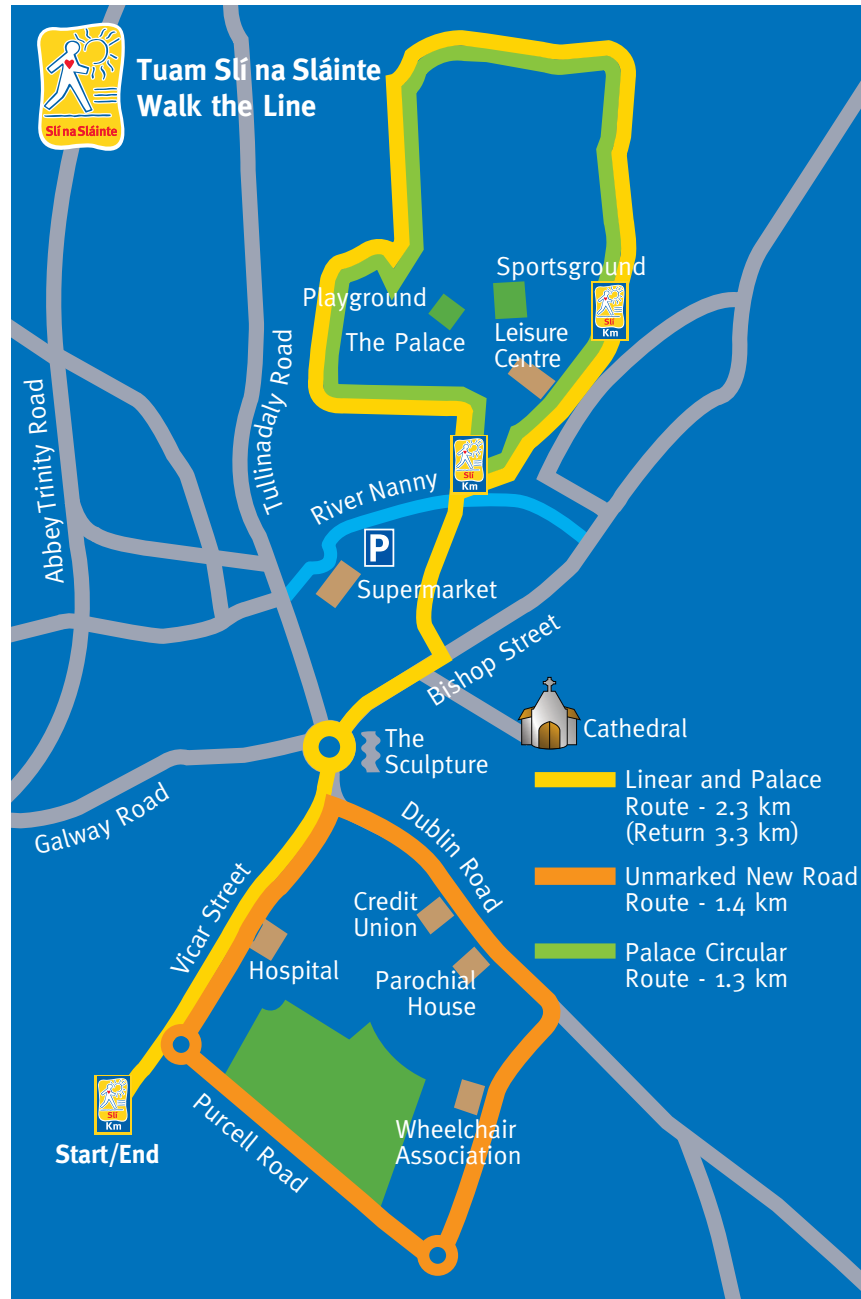 Tuam Slí na Sláinte
Walk the Line
Slí na Sláinte
Sportsground
Playground
The Palace
Leisure
Centre
Slí
Km
Slí
Km
Tullinadaly Road
Abbey Trinity Road
River Nanny
P
Supermarket
Bishop Street
Cathedral
The
Sculpture
Galway Road
Linear and Palace
Route - 2.3 km
(Return 3.3 km)
Unmarked New Road
Route - 1.4 km
Palace Circular
Route - 1.3 km
Dublin Road
Vicar Street
Credit
Union
Hospital
Parochial
House
Slí
Km
Start/End
Purcell Road
Wheelchair
Association